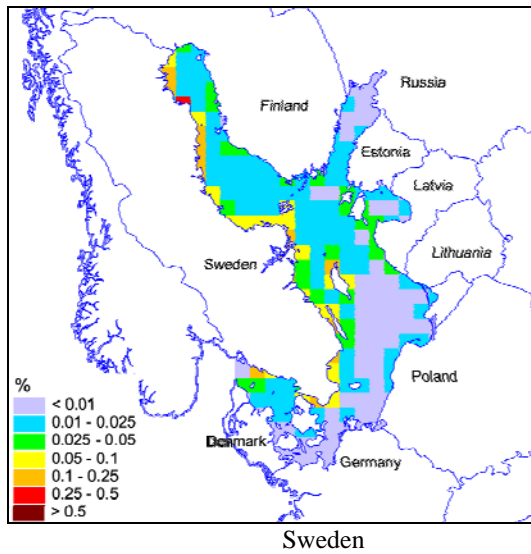 Russia
Finland
Estonia
Latvia
Lithuania
Sweden
Poland
Denmark
Germany
%
< 0.01
0.01 - 0.025
0.025 - 0.05
0.05 - 0.1
0.1 - 0.25
0.25 - 0.5
> 0.5
Sweden